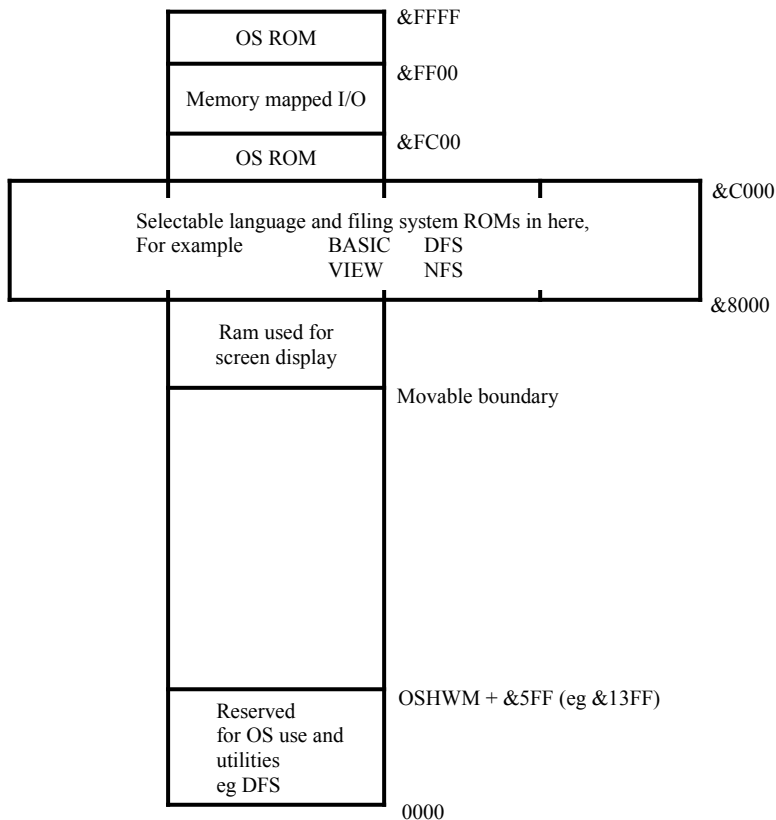 &FFFF
OS ROM
&FF00
Memory mapped I/O
&FC00
OS ROM
&C000
Selectable language and filing system ROMs in here,
For example BASIC DFS
VIEW NFS
&8000
Ram used for
screen display
Movable boundary
OSHWM + &5FF (eg &13FF)
Reserved
for OS use and
utilities
eg DFS
0000